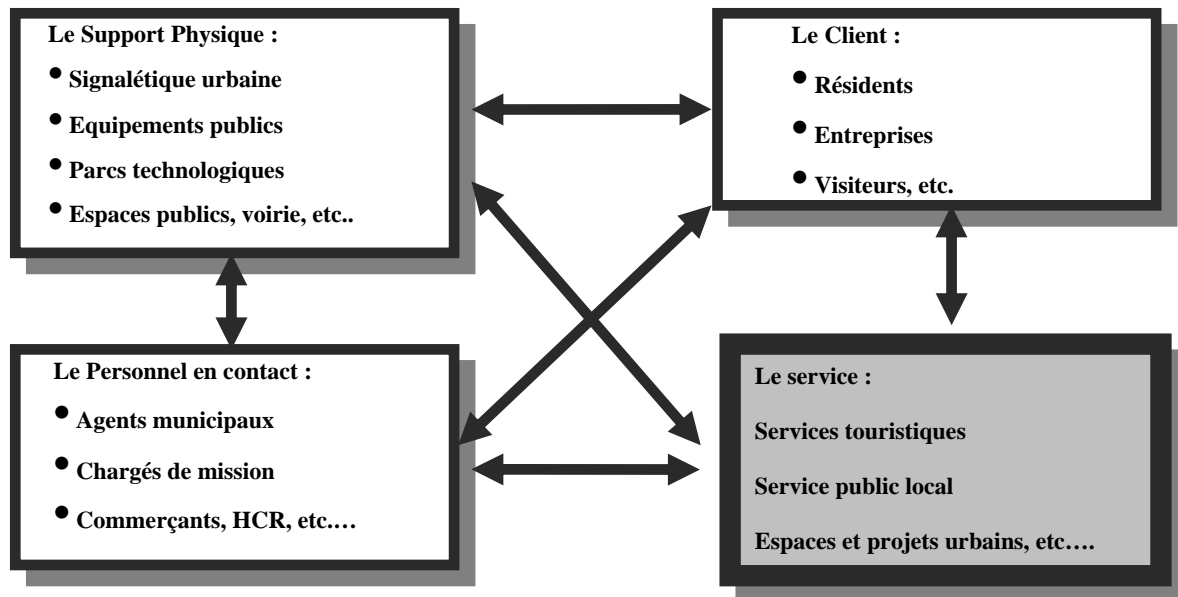 Le Support Physique :
• Signalétique urbaine
• Equipements publics
• Parcs technologiques
• Espaces publics, voirie, etc..
Le Client :
• Résidents
• Entreprises
• Visiteurs, etc.
Le Personnel en contact :
• Agents municipaux
• Chargés de mission
• Commerçants, HCR, etc.…
Le service :
Services touristiques
Service public local
Espaces et projets urbains, etc….